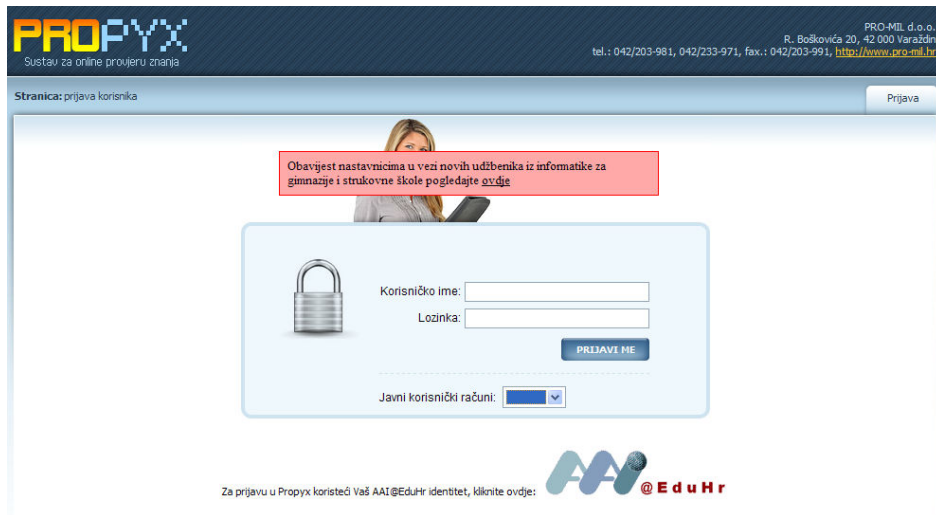 PROPYX
Sustav za online provjeru znanja
PRO-MIL d.o.o.
R. Boškovića 20, 42 000 Varaždin
tel.: 042/203-981, 042/233-971, fax.: 042/203-991, http://www.pro-mil.hr
Stranica: prijava korisnika
Prijava
Obavijest nastavnicima u vezi novih udžbenika iz informatike za
gimnazije i strukovne škole pogledajte ovdje
Korisničko ime:
Lozinka:
PRIJAVI ME
Javni korisnički računi:
Za prijavu u Propyx koristeći Vaš AAI@EduHr identitet, kliknite ovdje:
AAI
@EduHr